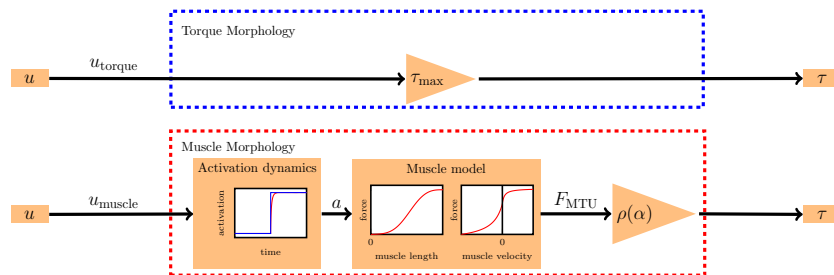 Torque Morphology
u
u_torque
τ_max
τ
Muscle Morphology
Activation dynamics
Muscle model
u
u_muscle
activation
time
a
force
0
muscle length
force
0
muscle velocity
F_MTU
ρ(α)
τ